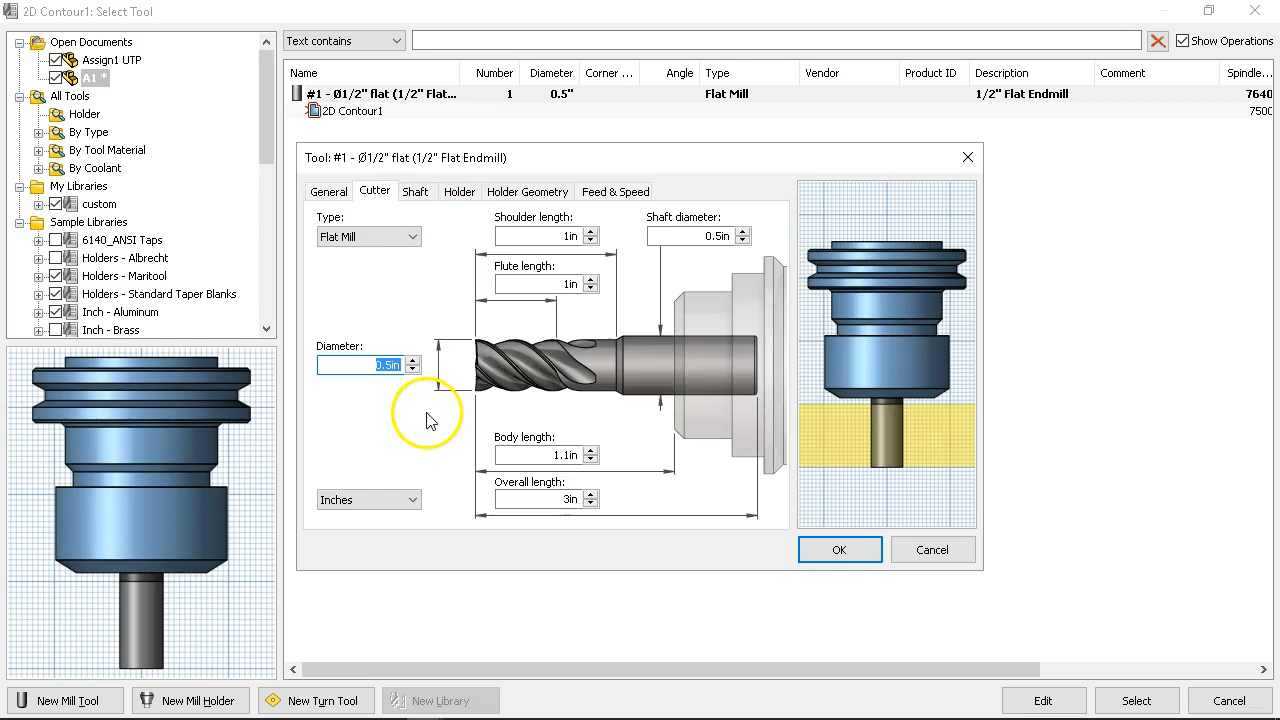 2D Contour1: Select Tool
Open Documents
Assign1 UTP
A1 *
All Tools
Holder
By Type
By Tool Material
By Coolant
My Libraries
custom
Sample Libraries
6140_ANSI Taps
Holders - Albrecht
Holders - Maritool
Holders - Standard Taper Blanks
Inch - Aluminum
Inch - Brass
Text contains
Show Operations
Name Number Diameter Corner ... Angle Type Vendor Product ID Description Comment Spindle...
#1 - Ø1/2" flat (1/2" Flat... 1 0.5" Flat Mill 1/2" Flat Endmill 7640
2D Contour1 7500
Tool: #1 - Ø1/2" flat (1/2" Flat Endmill)
General Cutter Shaft Holder Holder Geometry Feed & Speed
Type:
Flat Mill
Shoulder length:
1in
Shaft diameter:
0.5in
Flute length:
1in
Diameter:
0.5in
Body length:
1.1in
Overall length:
3in
Inches
OK Cancel
New Mill Tool New Mill Holder New Turn Tool New Library Edit Select Cancel